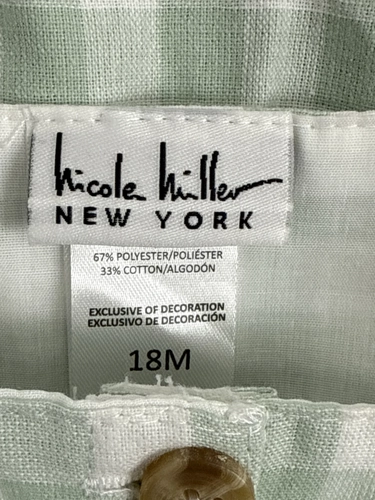 Nicole Miller
NEW YORK
67% POLYESTER/POLIÉSTER
33% COTTON/ALGODÓN
EXCLUSIVE OF DECORATION
EXCLUSIVO DE DECORACIÓN
18M